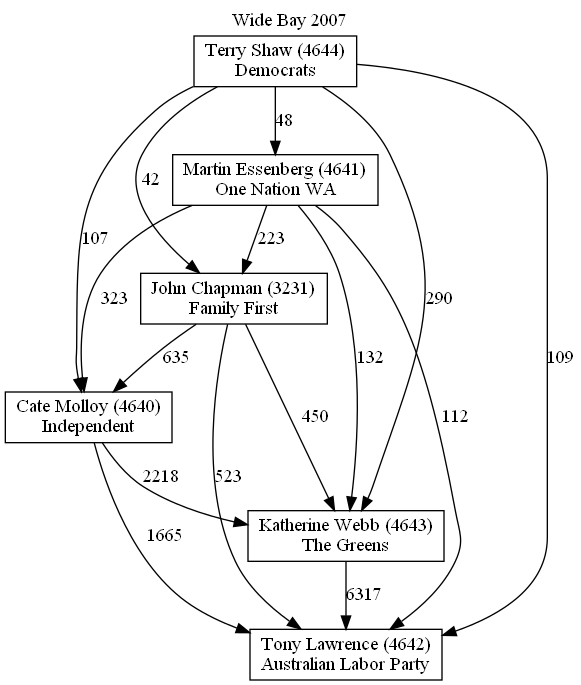 Wide Bay 2007
Terry Shaw (4644)
Democrats
48
Martin Essenberg (4641)
One Nation WA
42
107
223
John Chapman (3231)
Family First
323
290
132
109
635
Cate Molloy (4640)
Independent
450
112
2218
523
1665
Katherine Webb (4643)
The Greens
6317
Tony Lawrence (4642)
Australian Labor Party